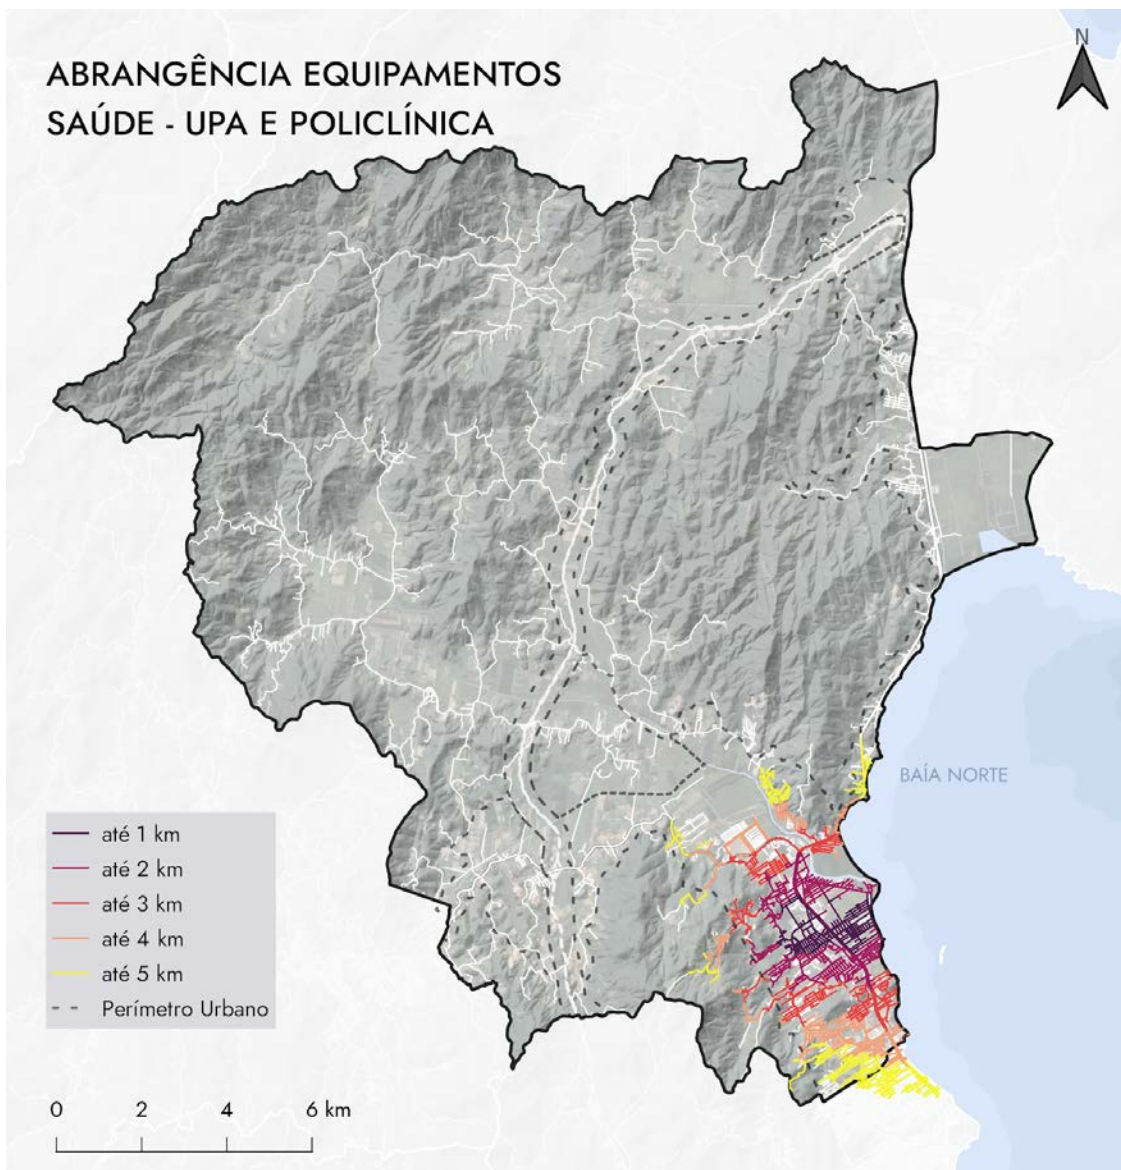 ABRANGÊNCIA EQUIPAMENTOS
SAÚDE - UPA E POLICLÍNICA
N
BAÍA NORTE
até 1 km
até 2 km
até 3 km
até 4 km
até 5 km
Perímetro Urbano
0 2 4 6 km